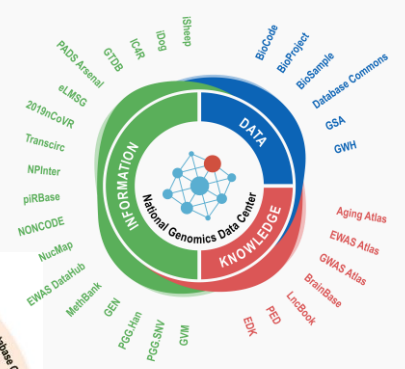 iSheep
iDog
IC4R
GTDB
PADS Arsenal
eLMSG
2019nCoVR
Transcirc
NPInter
piRBase
NONCODE
NucMap
EWAS DataHub
MethBank
GEN
PGG.Han
PGG.SNV
GVM
BioCode
BioProject
BioSample
Database Commons
GSA
GWH
Aging Atlas
EWAS Atlas
GWAS Atlas
BrainBase
LncBook
PED
EDK
INFORMATION
DATA
KNOWLEDGE
National Genomics Data Center